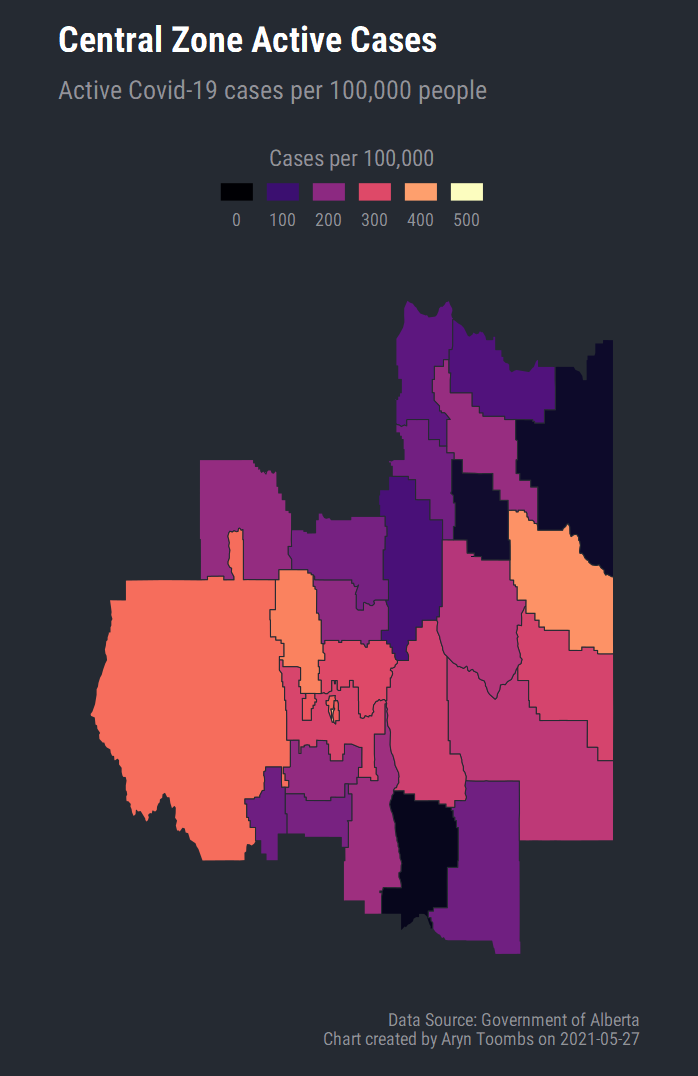 Central Zone Active Cases
Active Covid-19 cases per 100,000 people
Cases per 100,000
0 100 200 300 400 500
Data Source: Government of Alberta
Chart created by Aryn Toombs on 2021-05-27